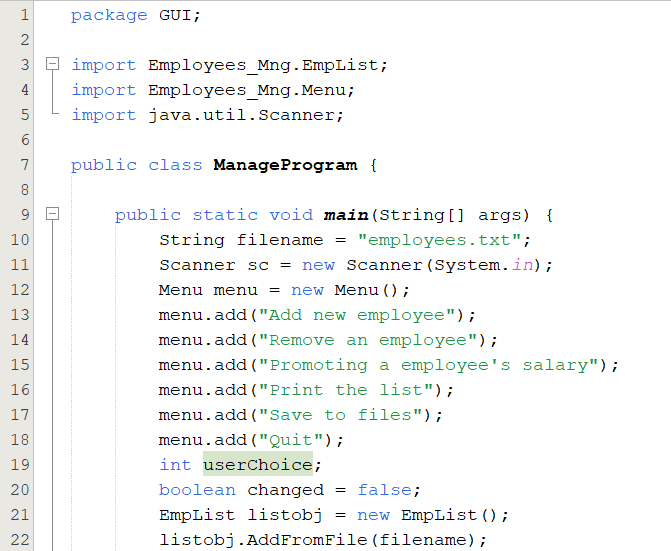 1 package GUI;
2
3 import Employees_Mng.EmpList;
4 import Employees_Mng.Menu;
5 import java.util.Scanner;
6
7 public class ManageProgram {
8
9 public static void main(String[] args) {
10 String filename = "employees.txt";
11 Scanner sc = new Scanner(System.in);
12 Menu menu = new Menu();
13 menu.add("Add new employee");
14 menu.add("Remove an employee");
15 menu.add("Promoting a employee's salary");
16 menu.add("Print the list");
17 menu.add("Save to files");
18 menu.add("Quit");
19 int userChoice;
20 boolean changed = false;
21 EmpList listobj = new EmpList();
22 listobj.AddFromFile(filename);